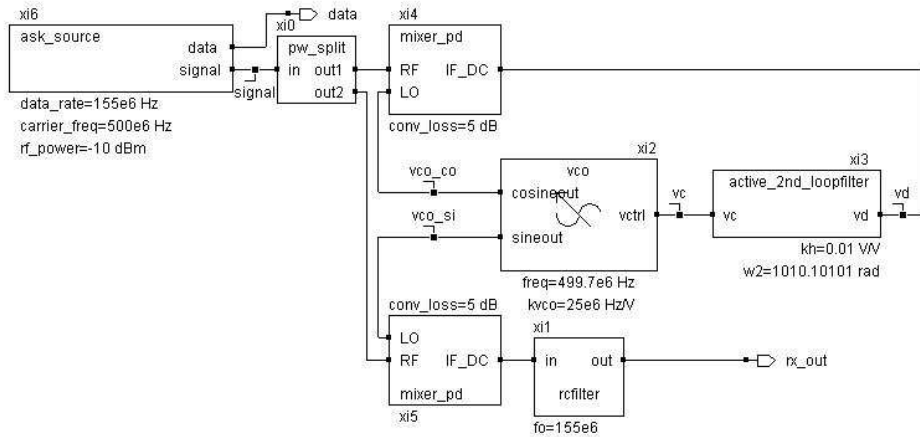 xi6
ask_source
data
signal
data_rate=155e6 Hz
carrier_freq=500e6 Hz
rf_power=-10 dBm
signal
data
xi0
pw_split
in out1
out2
xi4
mixer_pd
RF IF_DC
LO
conv_loss=5 dB
vco_co
vco_si
xi2
vco
cosineout
vctrl
sineout
freq=499.7e6 Hz
kvco=25e6 Hz/V
vc
xi3
active_2nd_loopfilter
vc vd
kh=0.01 V/V
w2=1010.10101 rad
vd
conv_loss=5 dB
LO
RF IF_DC
mixer_pd
xi5
xi1
in out
rcfilter
fo=155e6
rx_out